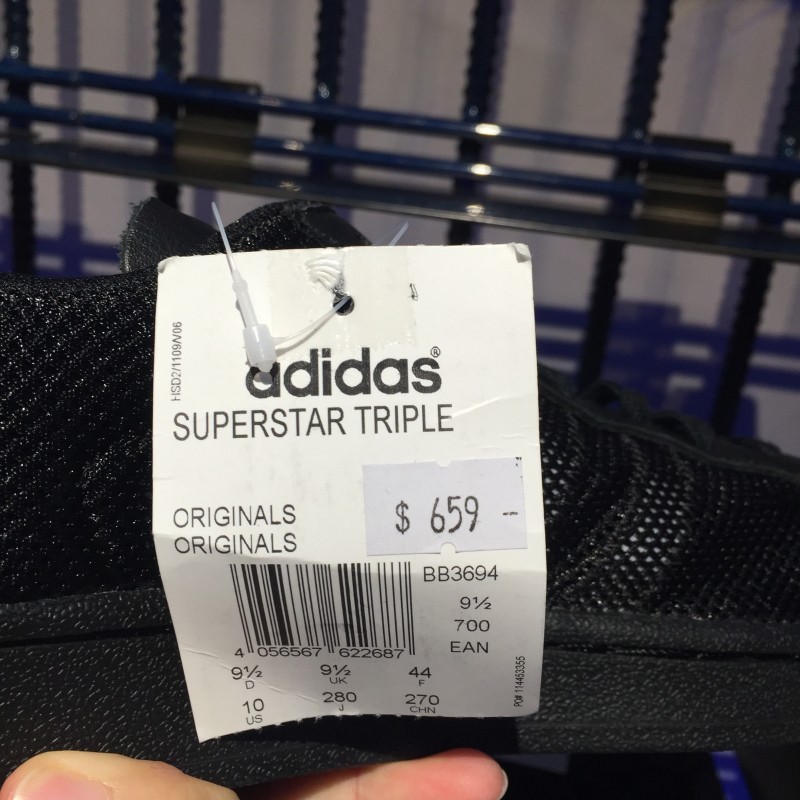 HSD2/1109/V06
adidas®
SUPERSTAR TRIPLE
$ 659 -
ORIGINALS
ORIGINALS
BB3694
9½
700
EAN
4 056567 622687
9½ 9½ 44
D UK F
10 280 270
US J CHN
PO# 114453355